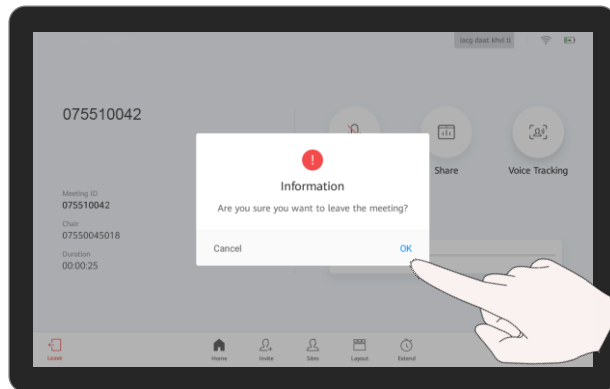 075510042
Share
Voice Tracking
Information
Are you sure you want to leave the meeting?
Cancel
OK
Meeting ID
075510042
Chair
07550045018
Duration
00:00:25
Leave
Home
Invite
Sites
Layout
Extend